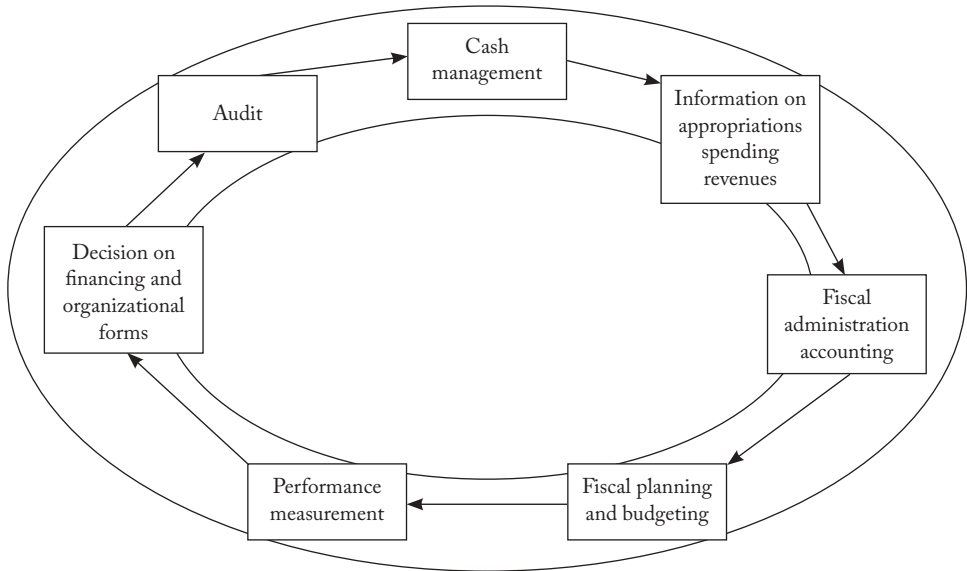 Cash
management
Information on
appropriations
spending
revenues
Fiscal
administration
accounting
Fiscal planning
and budgeting
Performance
measurement
Decision on
financing and
organizational
forms
Audit